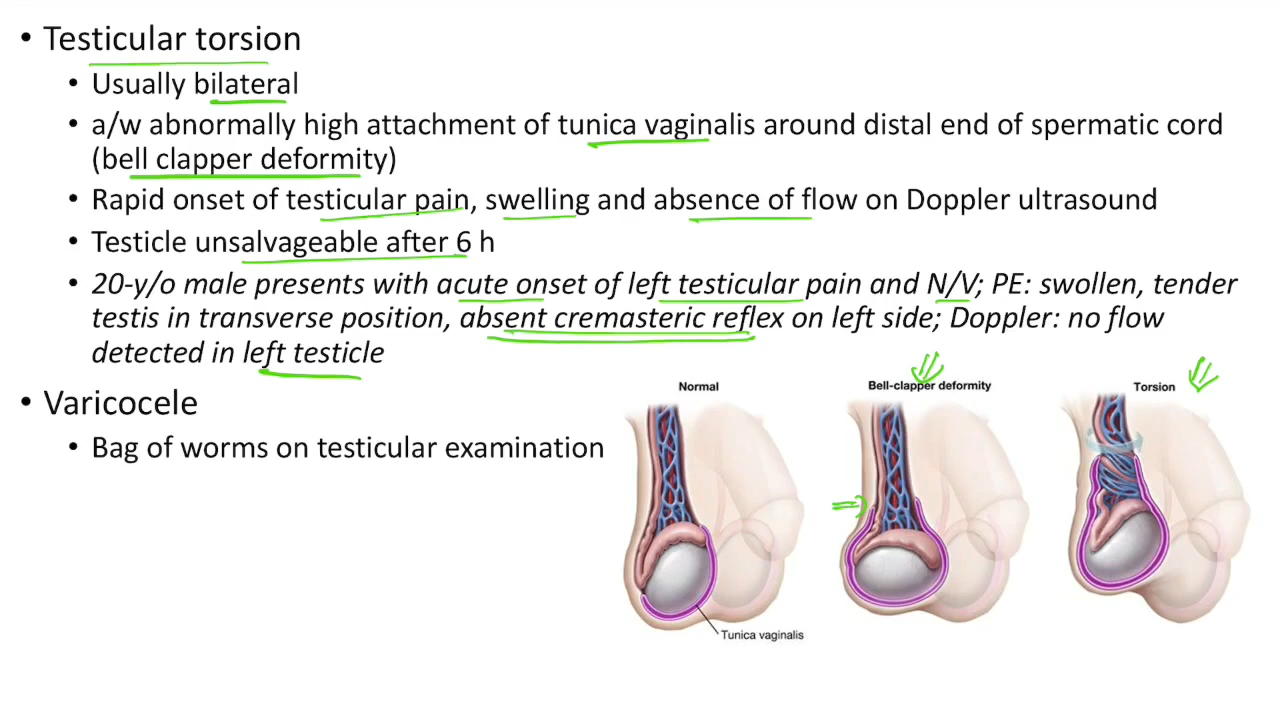 • Testicular torsion
• Usually bilateral
• a/w abnormally high attachment of tunica vaginalis around distal end of spermatic cord
(bell clapper deformity)
• Rapid onset of testicular pain, swelling and absence of flow on Doppler ultrasound
• Testicle unsalvageable after 6 h
• 20-y/o male presents with acute onset of left testicular pain and N/V; PE: swollen, tender
testis in transverse position, absent cremasteric reflex on left side; Doppler: no flow
detected in left testicle
• Varicocele
• Bag of worms on testicular examination
Normal
Bell-clapper deformity
Torsion
Tunica vaginalis